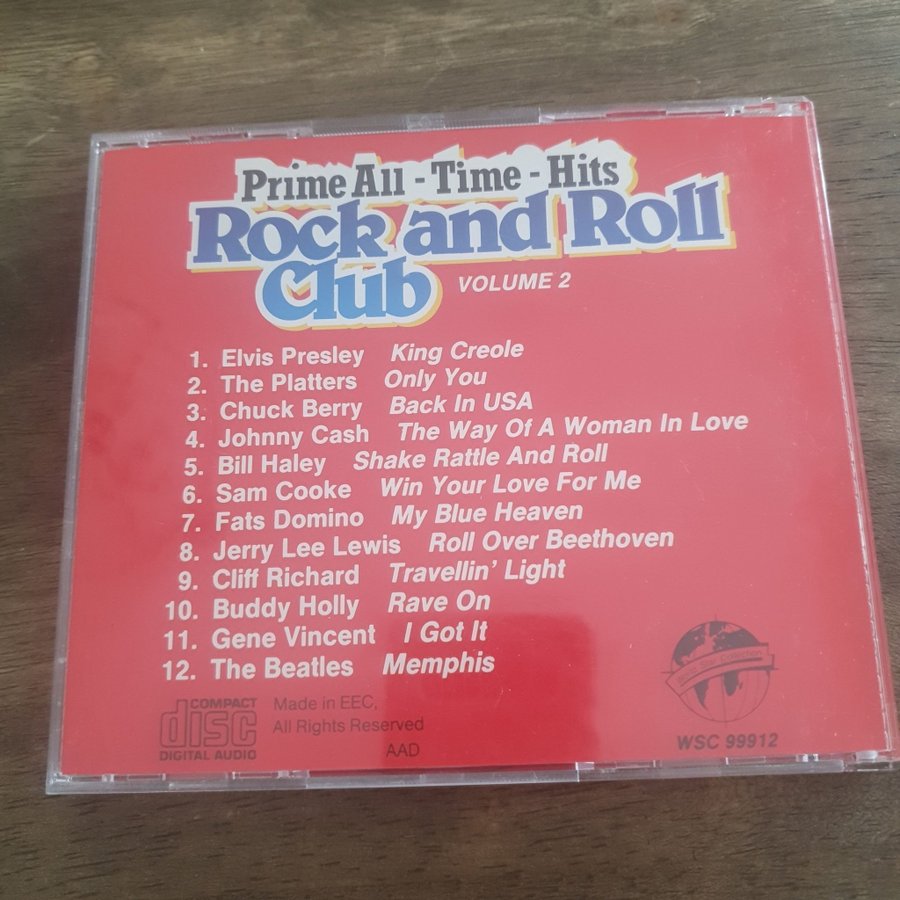 Prime All - Time - Hits
Rock and Roll
Club VOLUME 2
1. Elvis Presley King Creole
2. The Platters Only You
3. Chuck Berry Back In USA
4. Johnny Cash The Way Of A Woman In Love
5. Bill Haley Shake Rattle And Roll
6. Sam Cooke Win Your Love For Me
7. Fats Domino My Blue Heaven
8. Jerry Lee Lewis Roll Over Beethoven
9. Cliff Richard Travellin' Light
10. Buddy Holly Rave On
11. Gene Vincent I Got It
12. The Beatles Memphis
COMPACT
disc
DIGITAL AUDIO
Made in EEC,
All Rights Reserved
AAD
World Star Collection
WSC 99912